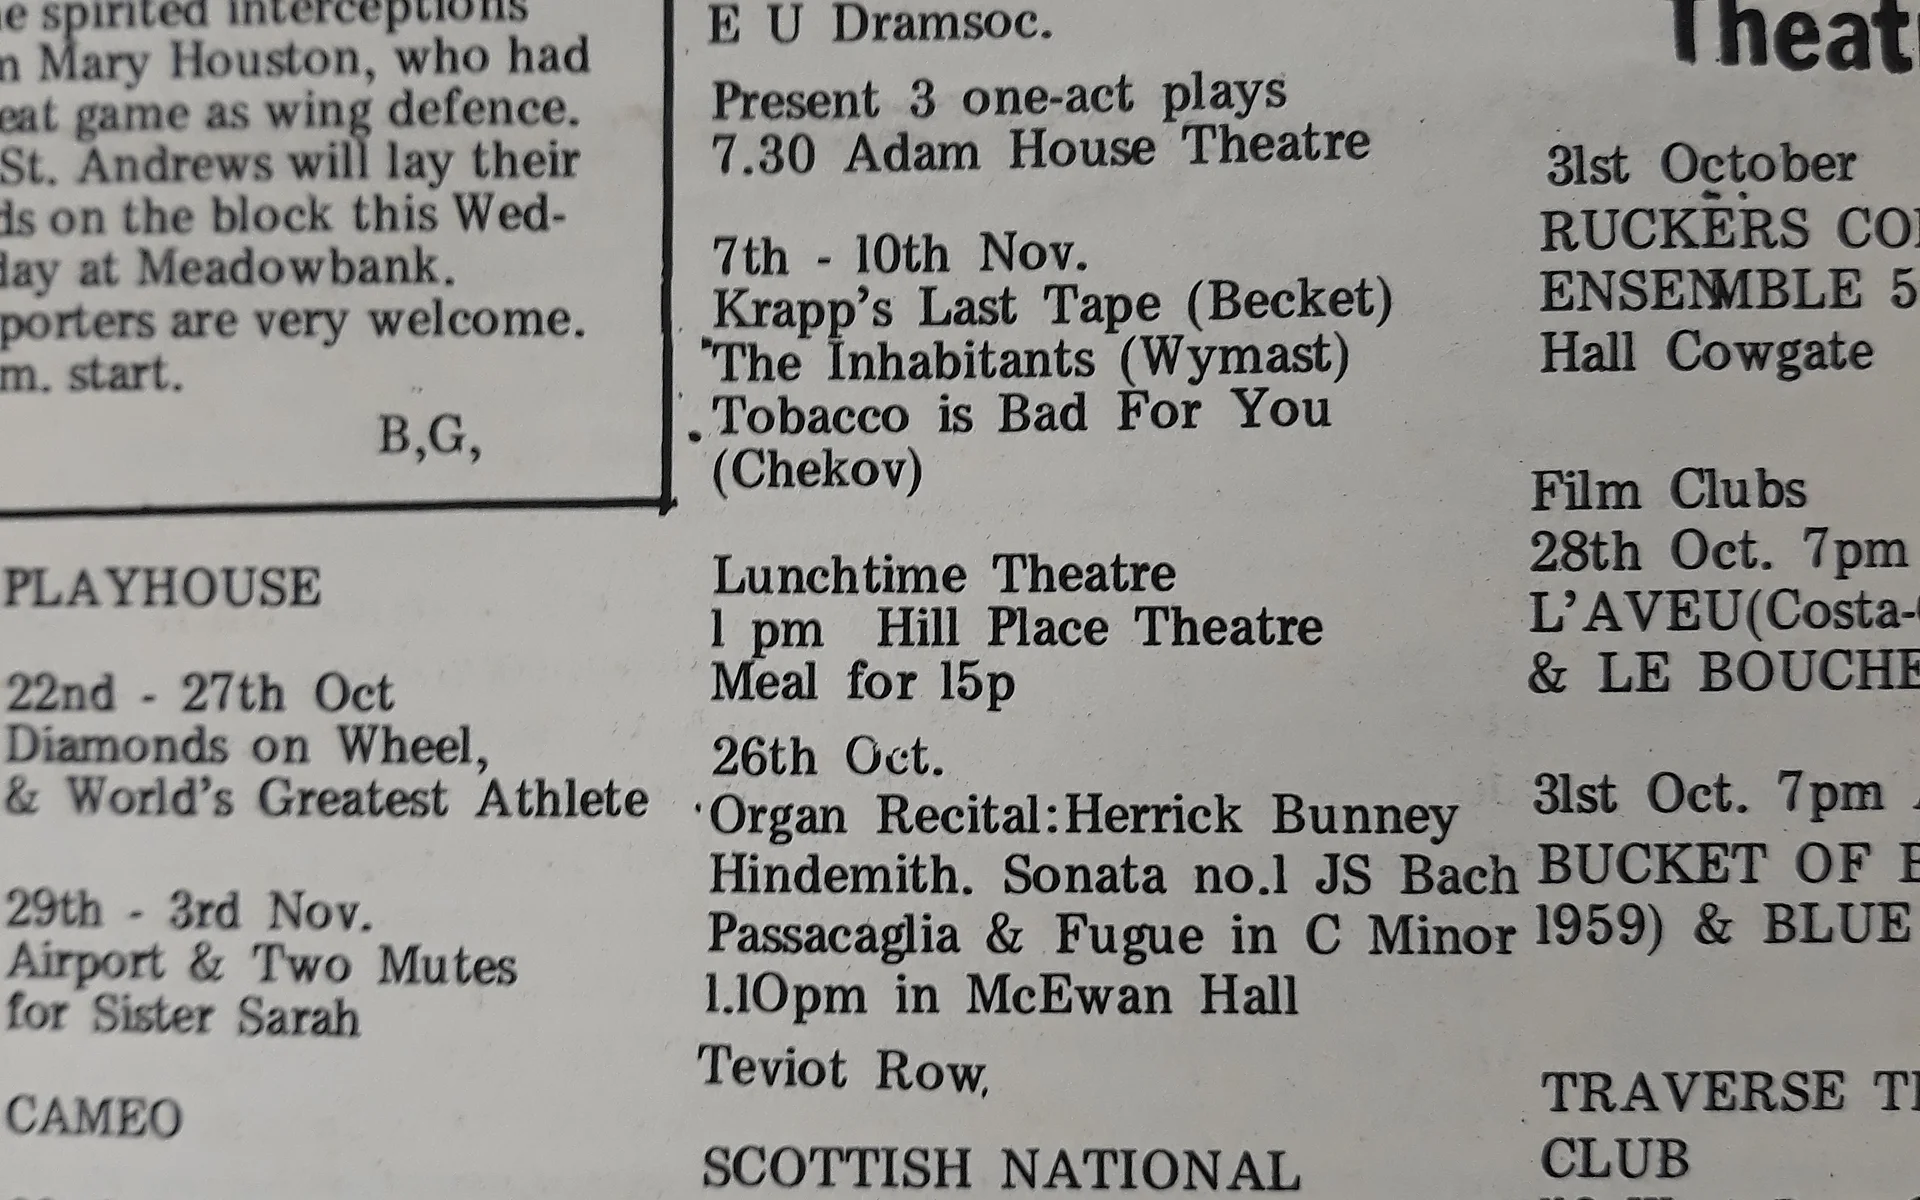 spirited interceptions
Mary Houston, who had
game as wing defence.
St. Andrews will lay their
on the block this Wed-
at Meadowbank.
are very welcome.
start.
B,G,
PLAYHOUSE
22nd - 27th Oct
Diamonds on Wheel,
& World's Greatest Athlete
29th - 3rd Nov.
Airport & Two Mutes
for Sister Sarah
CAMEO
E U Dramsoc.
Present 3 one-act plays
7.30 Adam House Theatre
7th - 10th Nov.
Krapp's Last Tape (Becket)
The Inhabitants (Wymast)
Tobacco is Bad For You
(Chekov)
Lunchtime Theatre
1 pm Hill Place Theatre
Meal for 15p
26th Oct.
Organ Recital:Herrick Bunney
Hindemith. Sonata no.1 JS Bach
Passacaglia & Fugue in C Minor
1.10pm in McEwan Hall
Teviot Row,
SCOTTISH NATIONAL
31st October
RUCKERS
ENSEMBLE 5
Hall Cowgate
Film Clubs
28th Oct. 7pm
L'AVEU(Costa-
& LE
31st Oct. 7pm
BUCKET OF
1959) & BLUE
TRAVERSE
CLUB